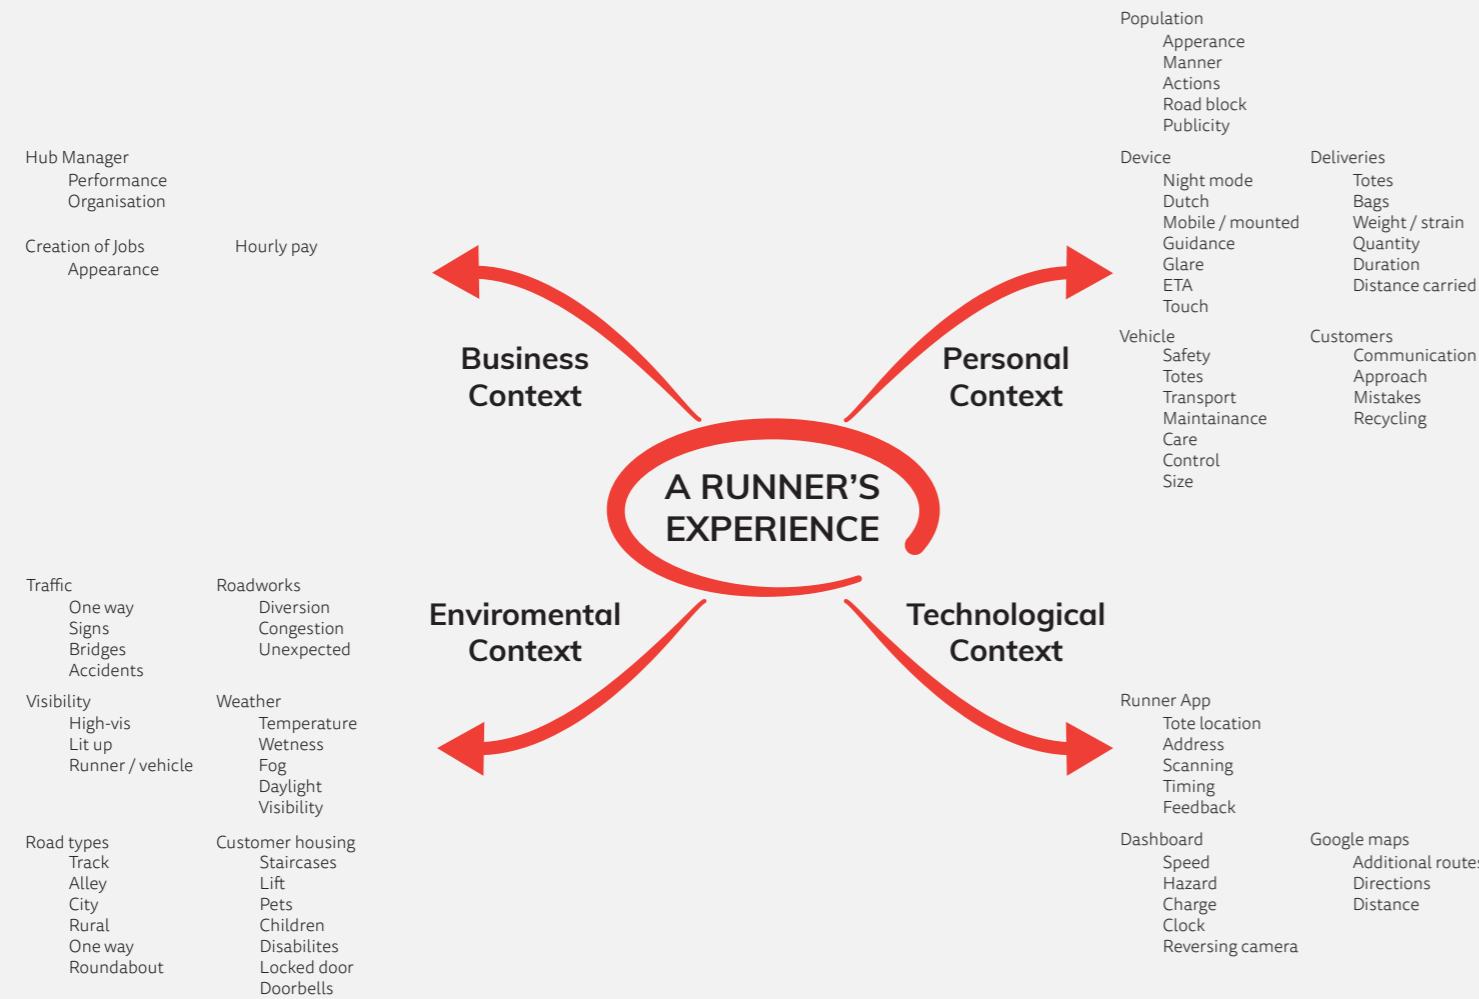 A RUNNER’S
EXPERIENCE
Business
Context
Hub Manager
Performance
Organisation
Creation of Jobs
Appearance
Hourly pay
Personal
Context
Population
Apperance
Manner
Actions
Road block
Publicity
Device
Night mode
Dutch
Mobile / mounted
Guidance
Glare
ETA
Touch
Deliveries
Totes
Bags
Weight / strain
Quantity
Duration
Distance carried
Vehicle
Safety
Totes
Transport
Maintainance
Care
Control
Size
Customers
Communication
Approach
Mistakes
Recycling
Enviromental
Context
Traffic
One way
Signs
Bridges
Accidents
Roadworks
Diversion
Congestion
Unexpected
Visibility
High-vis
Lit up
Runner / vehicle
Weather
Temperature
Wetness
Fog
Daylight
Visibility
Road types
Track
Alley
City
Rural
One way
Roundabout
Customer housing
Staircases
Lift
Pets
Children
Disabilites
Locked door
Doorbells
Technological
Context
Runner App
Tote location
Address
Scanning
Timing
Feedback
Dashboard
Speed
Hazard
Charge
Clock
Reversing camera
Google maps
Additional routes
Directions
Distance